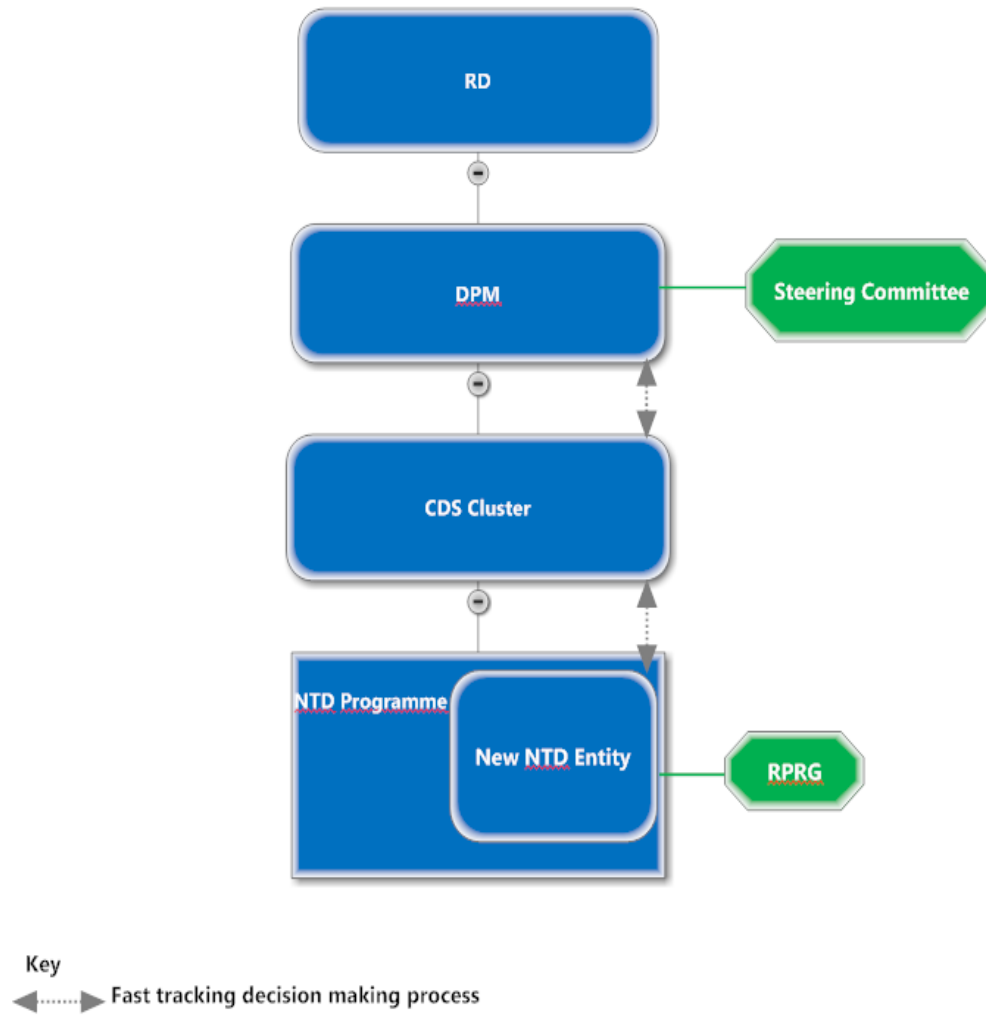 RD
DPM
Steering Committee
CDS Cluster
NTD Programme
New NTD Entity
RPRG
Key
Fast tracking decision making process